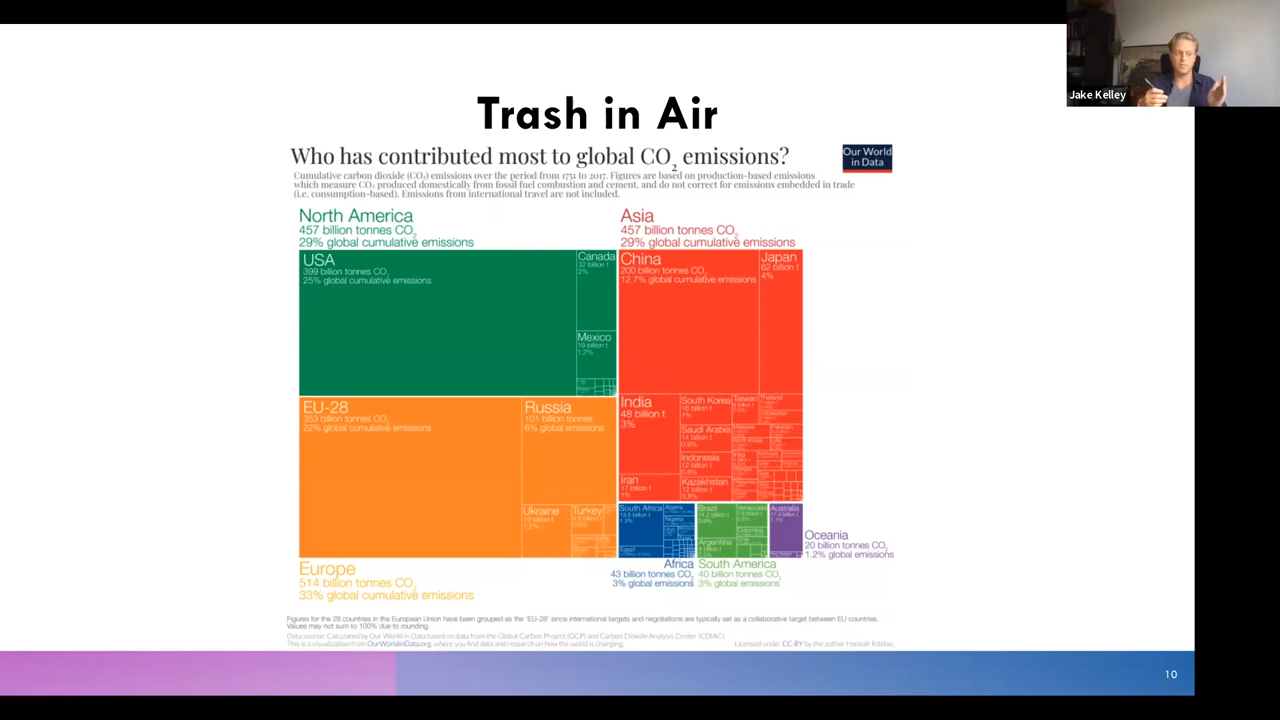 Jake Kelley
Trash in Air
Who has contributed most to global CO2 emissions?
Our World
in Data
Cumulative carbon dioxide (CO2) emissions over the period from 1751 to 2017. Figures are based on production-based emissions
which measure CO2 produced domestically from fossil fuel combustion and cement, and do not correct for emissions embedded in trade
(i.e. consumption-based). Emissions from international travel are not included.
North America
457 billion tonnes CO2
29% global cumulative emissions
Asia
457 billion tonnes CO2
29% global cumulative emissions
USA
399 billion tonnes CO2
25% global cumulative emissions
Canada
32 billion t
2%
Mexico
19 billion t
1.2%
China
200 billion tonnes CO2
12.7% global cumulative emissions
Japan
62 billion t
4%
EU-28
353 billion tonnes CO2
22% global cumulative emissions
Russia
101 billion tonnes
6% global emissions
Ukraine
19 billion t
1.2%
Turkey
India
48 billion t
3%
South Korea
16 billion t
1%
Taiwan
Thailand
Saudi Arabia
14 billion t
0.9%
Indonesia
12 billion t
0.8%
Iran
17 billion t
1%
Kazakhstan
12 billion t
0.8%
Pakistan
North Korea
Iraq
South Africa
1.3%
Algeria
Nigeria
Egypt
Brazil
14.2 billion t
0.9%
Venezuela
Argentina
Australia
17.4 billion t
1.1%
Oceania
20 billion tonnes CO2
1.2% global emissions
Africa
43 billion tonnes CO2
3% global emissions
South America
40 billion tonnes CO2
3% global emissions
Europe
514 billion tonnes CO2
33% global cumulative emissions
Figures for the 28 countries in the European Union have been grouped as the 'EU-28' since international targets and negotiations are typically set as a collaborative target between EU countries.
Values may not sum to 100% due to rounding.
Data source: Calculated by Our World in Data based on data from the Global Carbon Project (GCP) and Carbon Dioxide Analysis Center (CDIAC).
This is a visualization from OurWorldinData.org, where you find data and research on how the world is changing.
Licensed under CC-BY by the author Hannah Ritchie.
10